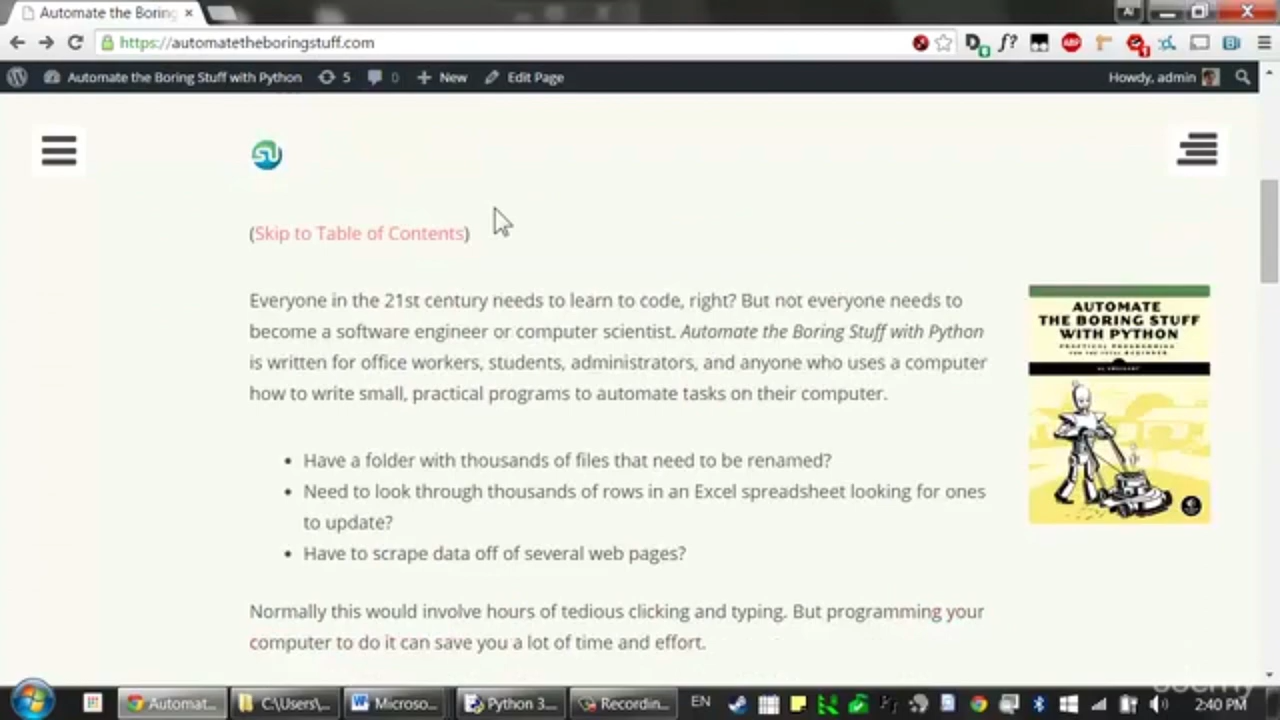 Automate the Boring
Al
https://automatetheboringstuff.com
Automate the Boring Stuff with Python 5 0 New Edit Page Howdy, admin
(Skip to Table of Contents)
Everyone in the 21st century needs to learn to code, right? But not everyone needs to
become a software engineer or computer scientist. Automate the Boring Stuff with Python
is written for office workers, students, administrators, and anyone who uses a computer
how to write small, practical programs to automate tasks on their computer.
AUTOMATE
THE BORING STUFF
WITH PYTHON
PRACTICAL PROGRAMMING
FOR THE TOTAL BEGINNER
AL SWEIGART
Have a folder with thousands of files that need to be renamed?
Need to look through thousands of rows in an Excel spreadsheet looking for ones
to update?
Have to scrape data off of several web pages?
Normally this would involve hours of tedious clicking and typing. But programming your
computer to do it can save you a lot of time and effort.
Automat... C:\Users\... Microso... Python 3... Recordin... EN 2:40 PM